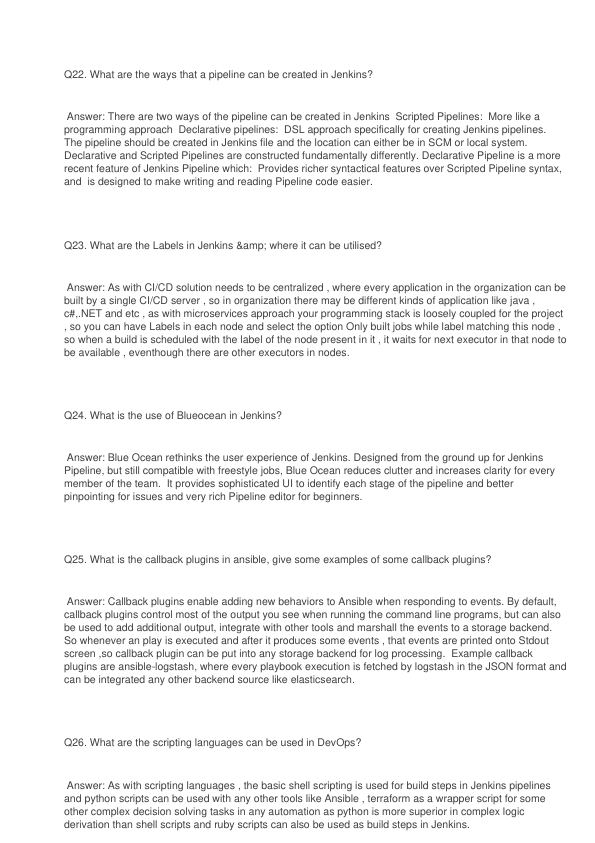 Q22. What are the ways that a pipeline can be created in Jenkins?
Answer: There are two ways of the pipeline can be created in Jenkins  Scripted Pipelines:  More like a
programming approach  Declarative pipelines:  DSL approach specifically for creating Jenkins pipelines.
The pipeline should be created in Jenkins file and the location can either be in SCM or local system.
Declarative and Scripted Pipelines are constructed fundamentally differently. Declarative Pipeline is a more
recent feature of Jenkins Pipeline which:  Provides richer syntactical features over Scripted Pipeline syntax,
and  is designed to make writing and reading Pipeline code easier.
Q23. What are the Labels in Jenkins &amp; where it can be utilised?
Answer: As with CI/CD solution needs to be centralized , where every application in the organization can be
built by a single CI/CD server , so in organization there may be different kinds of application like java ,
c#,.NET and etc , as with microservices approach your programming stack is loosely coupled for the project
, so you can have Labels in each node and select the option Only built jobs while label matching this node ,
so when a build is scheduled with the label of the node present in it , it waits for next executor in that node to
be available , eventhough there are other executors in nodes.
Q24. What is the use of Blueocean in Jenkins?
Answer: Blue Ocean rethinks the user experience of Jenkins. Designed from the ground up for Jenkins
Pipeline, but still compatible with freestyle jobs, Blue Ocean reduces clutter and increases clarity for every
member of the team.  It provides sophisticated UI to identify each stage of the pipeline and better
pinpointing for issues and very rich Pipeline editor for beginners.
Q25. What is the callback plugins in ansible, give some examples of some callback plugins?
Answer: Callback plugins enable adding new behaviors to Ansible when responding to events. By default,
callback plugins control most of the output you see when running the command line programs, but can also
be used to add additional output, integrate with other tools and marshall the events to a storage backend.
So whenever an play is executed and after it produces some events , that events are printed onto Stdout
screen ,so callback plugin can be put into any storage backend for log processing.  Example callback
plugins are ansible-logstash, where every playbook execution is fetched by logstash in the JSON format and
can be integrated any other backend source like elasticsearch.
Q26. What are the scripting languages can be used in DevOps?
Answer: As with scripting languages , the basic shell scripting is used for build steps in Jenkins pipelines
and python scripts can be used with any other tools like Ansible , terraform as a wrapper script for some
other complex decision solving tasks in any automation as python is more superior in complex logic
derivation than shell scripts and ruby scripts can also be used as build steps in Jenkins.